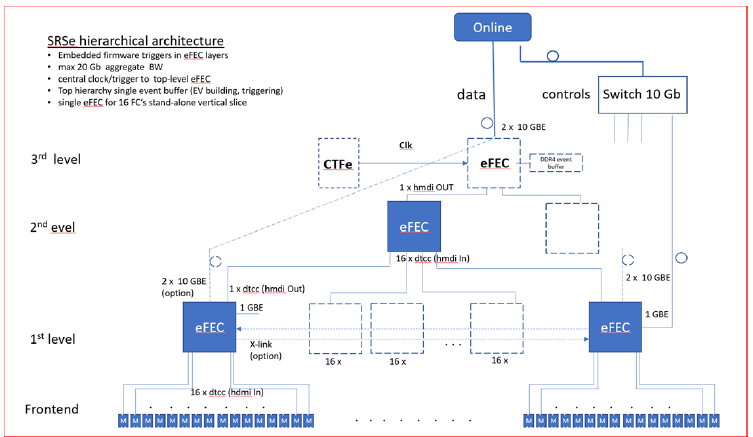 SRSe hierarchical architecture
• Embedded firmware triggers in eFEC layers
• max 20 Gb aggregate BW
• central clock/trigger to top-level eFEC
• Top hierarchy single event buffer (EV building, triggering)
• single eFEC for 16 FC's stand-alone vertical slice
Online
data
controls
Switch 10 Gb
2 x 10 GBE
3rd level
CTFe
Clk
eFEC
DDR4 event
buffer
1 x hmdi OUT
2nd evel
eFEC
16 x dtcc (hmdi In)
2 x 10 GBE
(option)
1 x dtcc (hmdi Out)
2 x 10 GBE
1 GBE
1 GBE
1st level
eFEC
X-link
(option)
. . .
eFEC
16 x
16 x
16 x
16 x dtcc (hdmi In)
Frontend
. . . . . . .
. . . . . . .
M M M M M M M M M M M M M M M M
. . . . . . . .
M M M M M M M M M M M M M M M M